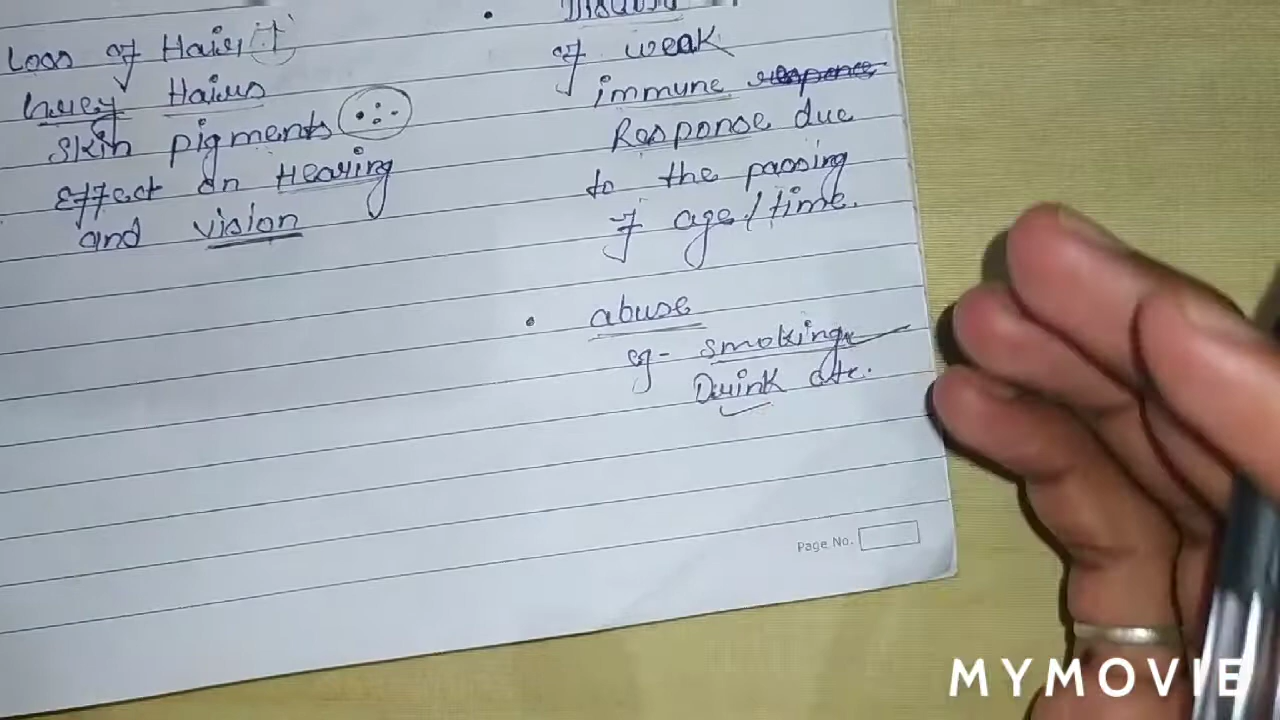 Loss of Hair
Grey Hairs
Skin pigments
Effect on Hearing
and vision
of weak
immune response
Response due
to the passing
of age/time.
abuse
eg- smoking
Drink etc.
Page No.
MYMOVIE